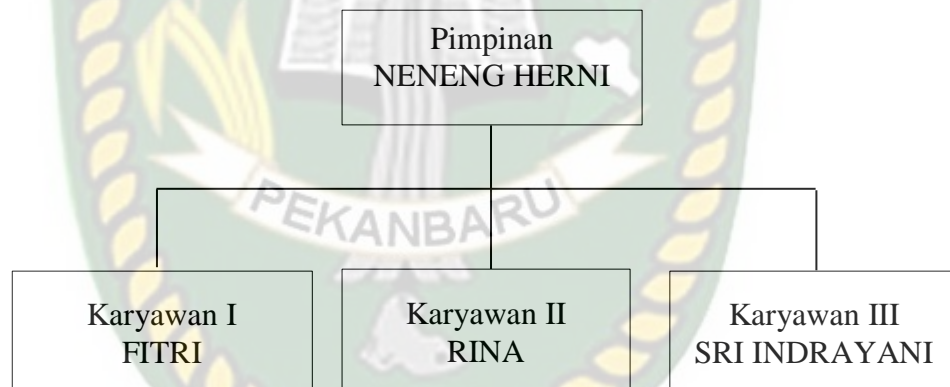 Pimpinan
NENENG HERNI
PEKANBARU
Karyawan I
FITRI
Karyawan II
RINA
Karyawan III
SRI INDRAYANI